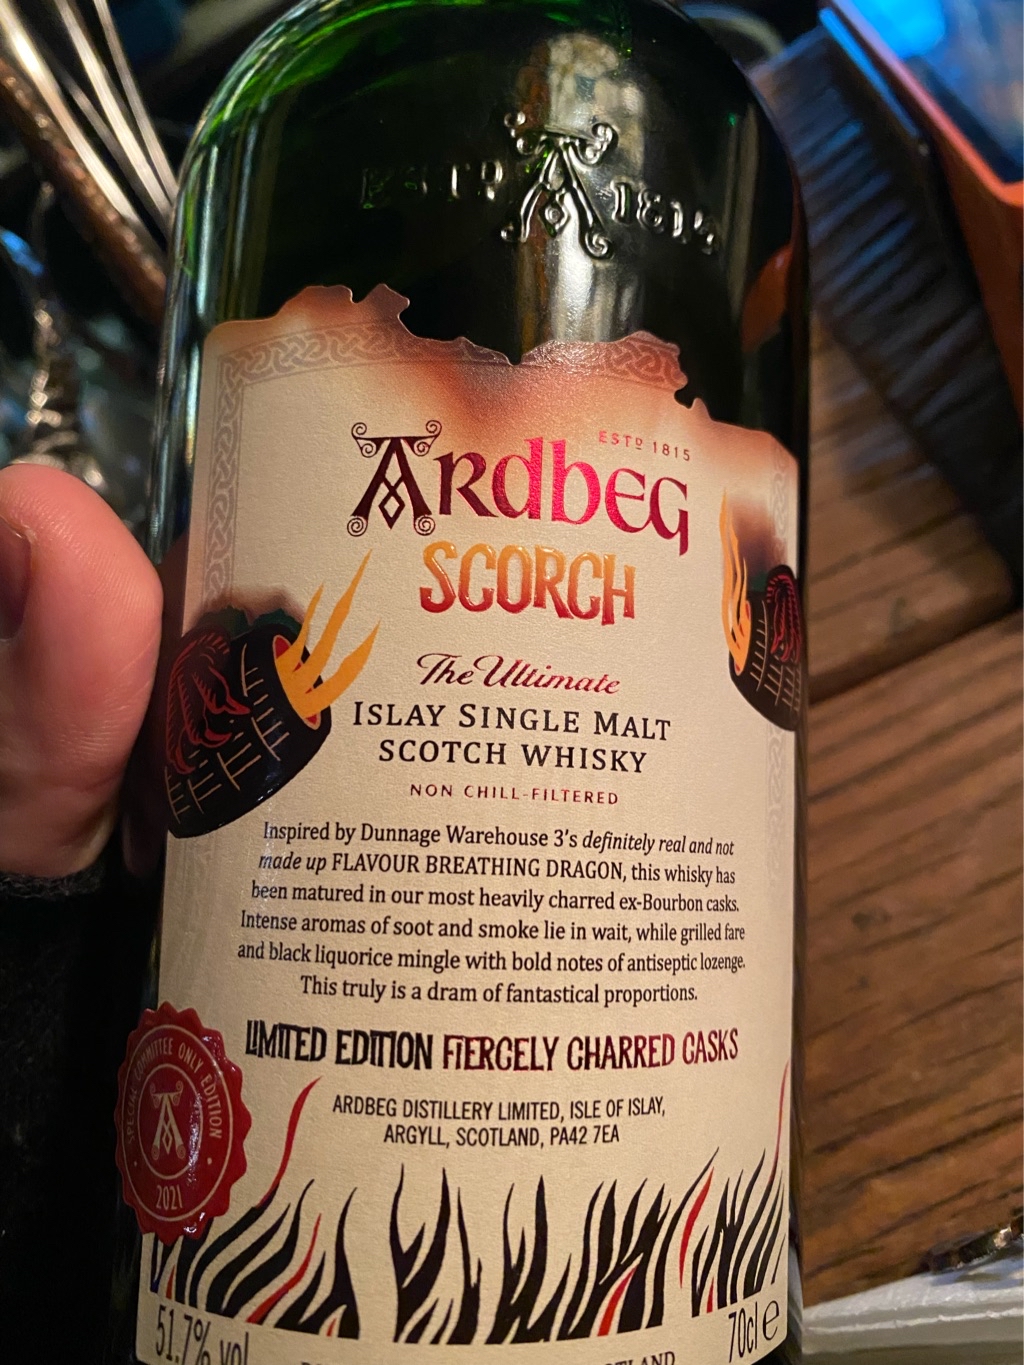 ESTD 1815
ARDBEG
ESTD 1815
SCORCH
The Ultimate
ISLAY SINGLE MALT
SCOTCH WHISKY
NON CHILL-FILTERED
Inspired by Dunnage Warehouse 3's definitely real and not
made up FLAVOUR BREATHING DRAGON, this whisky has
been matured in our most heavily charred ex-Bourbon casks.
Intense aromas of soot and smoke lie in wait, while grilled fare
and black liquorice mingle with bold notes of antiseptic lozenge.
This truly is a dram of fantastical proportions.
LIMITED EDITION FIERCELY CHARRED CASKS
ARDBEG DISTILLERY LIMITED, ISLE OF ISLAY,
ARGYLL, SCOTLAND, PA42 7EA
SPECIAL COMMITTEE ONLY EDITION
2021
51.7% vol
70cl e